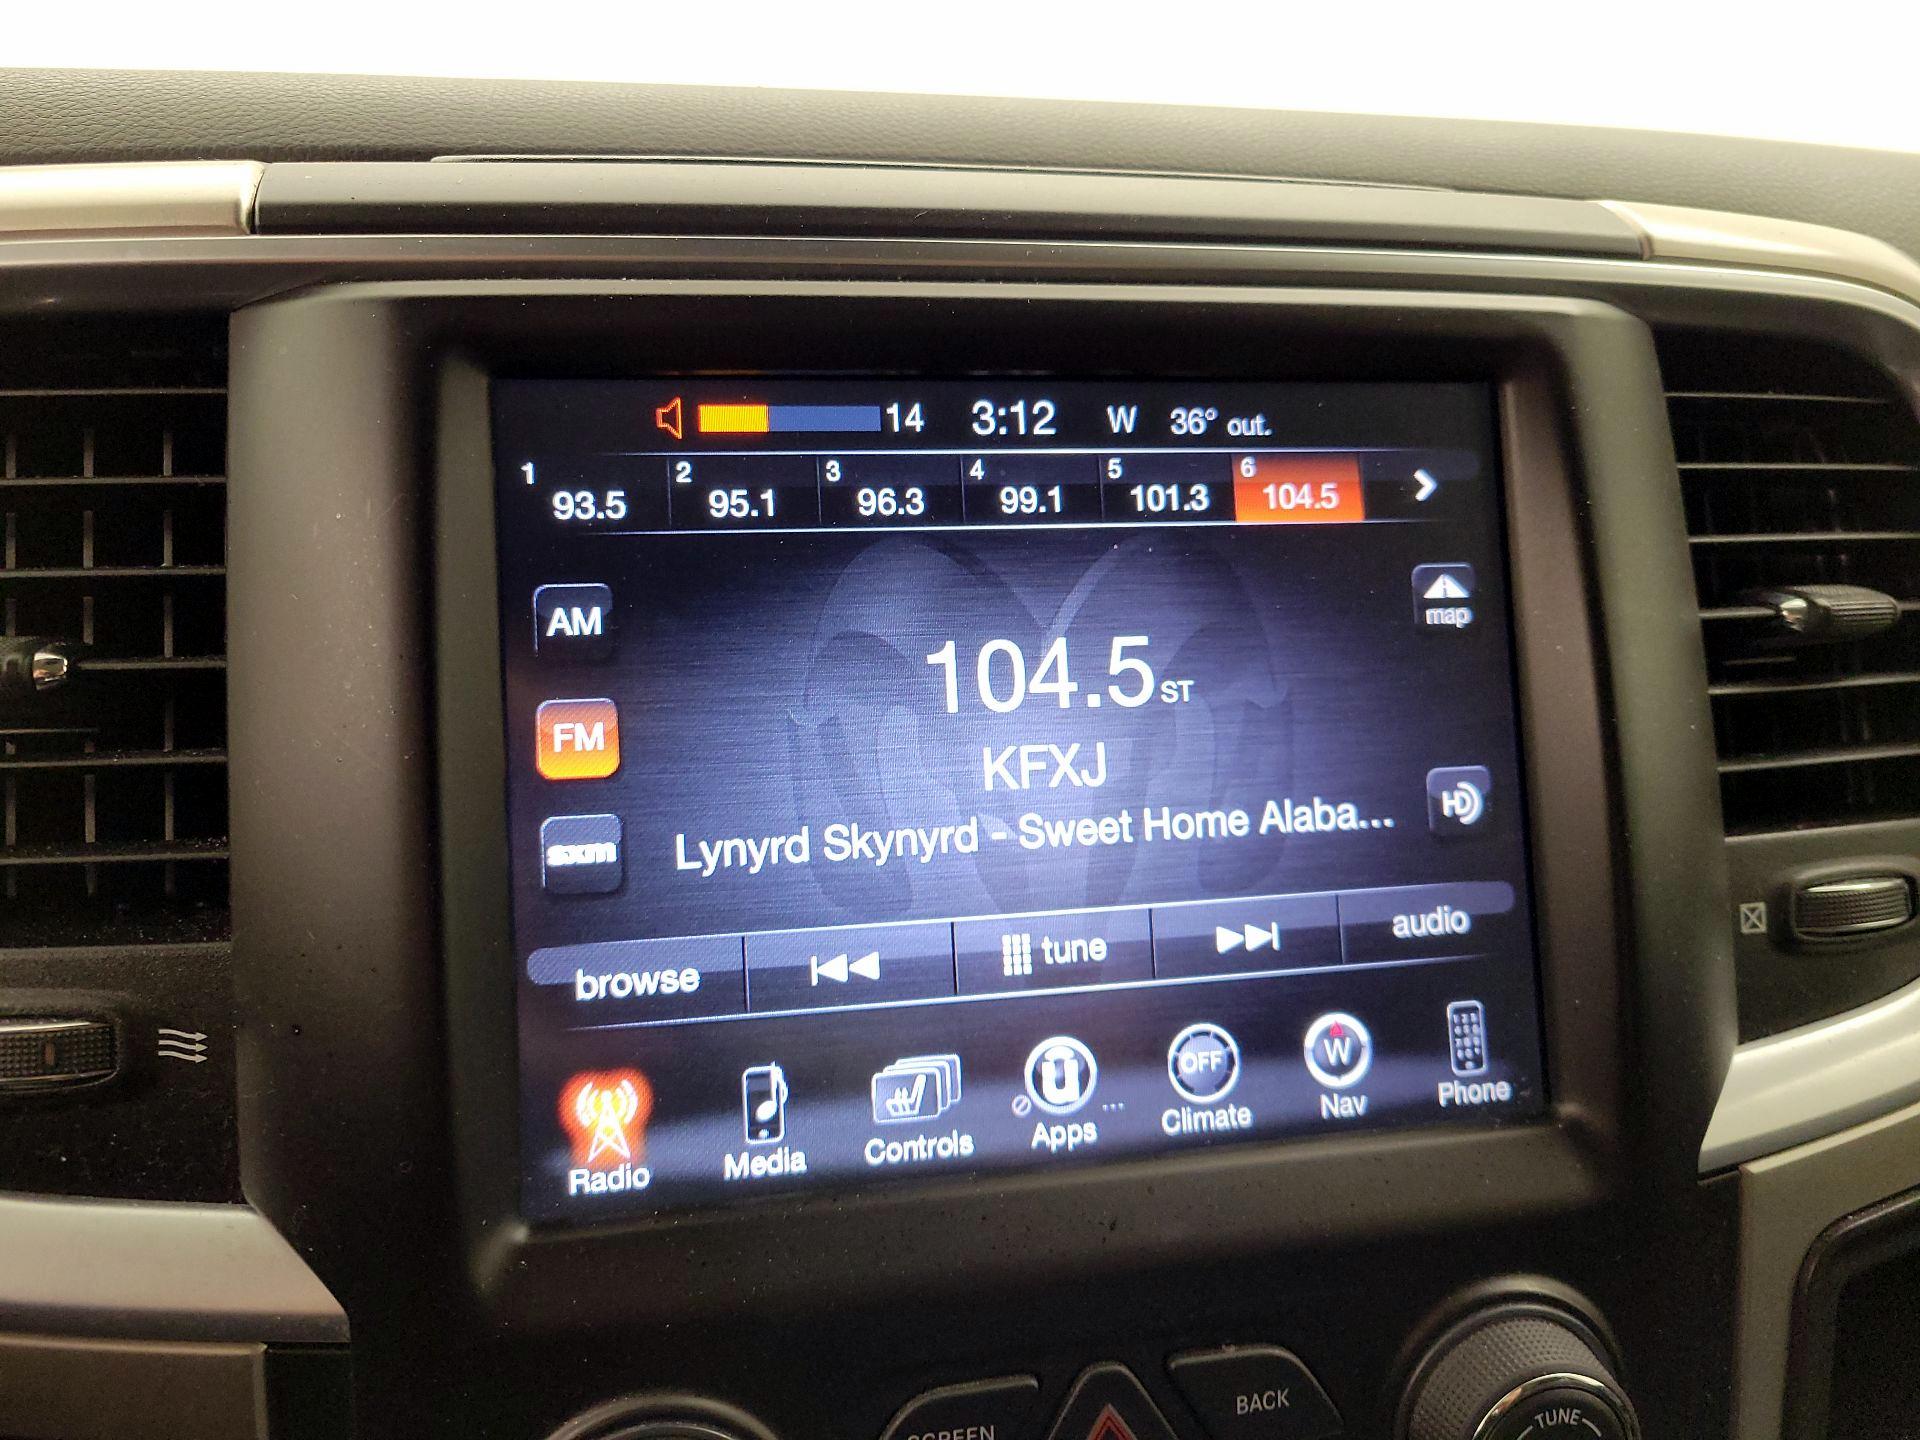 14 3:12 W 36° out.
1 2 3 4 5 6
93.5 95.1 96.3 99.1 101.3 104.5
AM
map
104.5 ST
FM
KFXJ
HD
sxm
Lynyrd Skynyrd - Sweet Home Alaba...
browse tune audio
OFF W
Radio Media Controls Apps ... Climate Nav Phone
SCREEN BACK TUNE